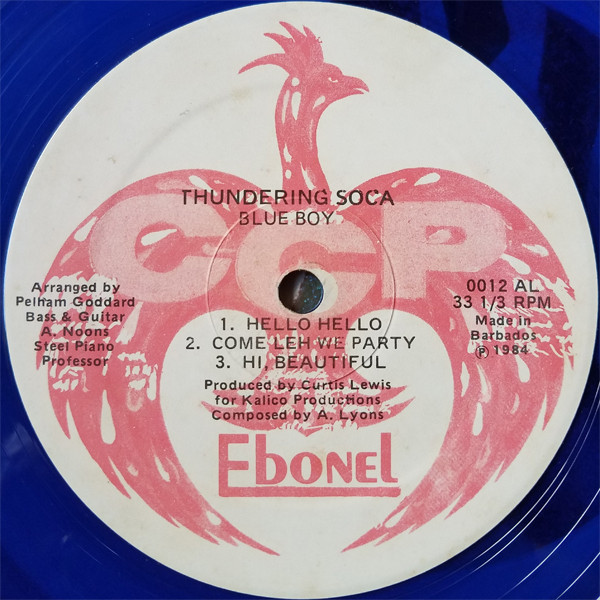 THUNDERING SOCA
BLUE BOY
CCP
Arranged by
Pelham Goddard
Bass & Guitar
A. Noons
Steel Piano
Professor
0012 AL
33 1/3 RPM
Made in
Barbados
℗ 1984
1. HELLO HELLO
2. COME LEH WE PARTY
3. HI, BEAUTIFUL
Produced by Curtis Lewis
for Kalico Productions
Composed by A. Lyons
Ebonel